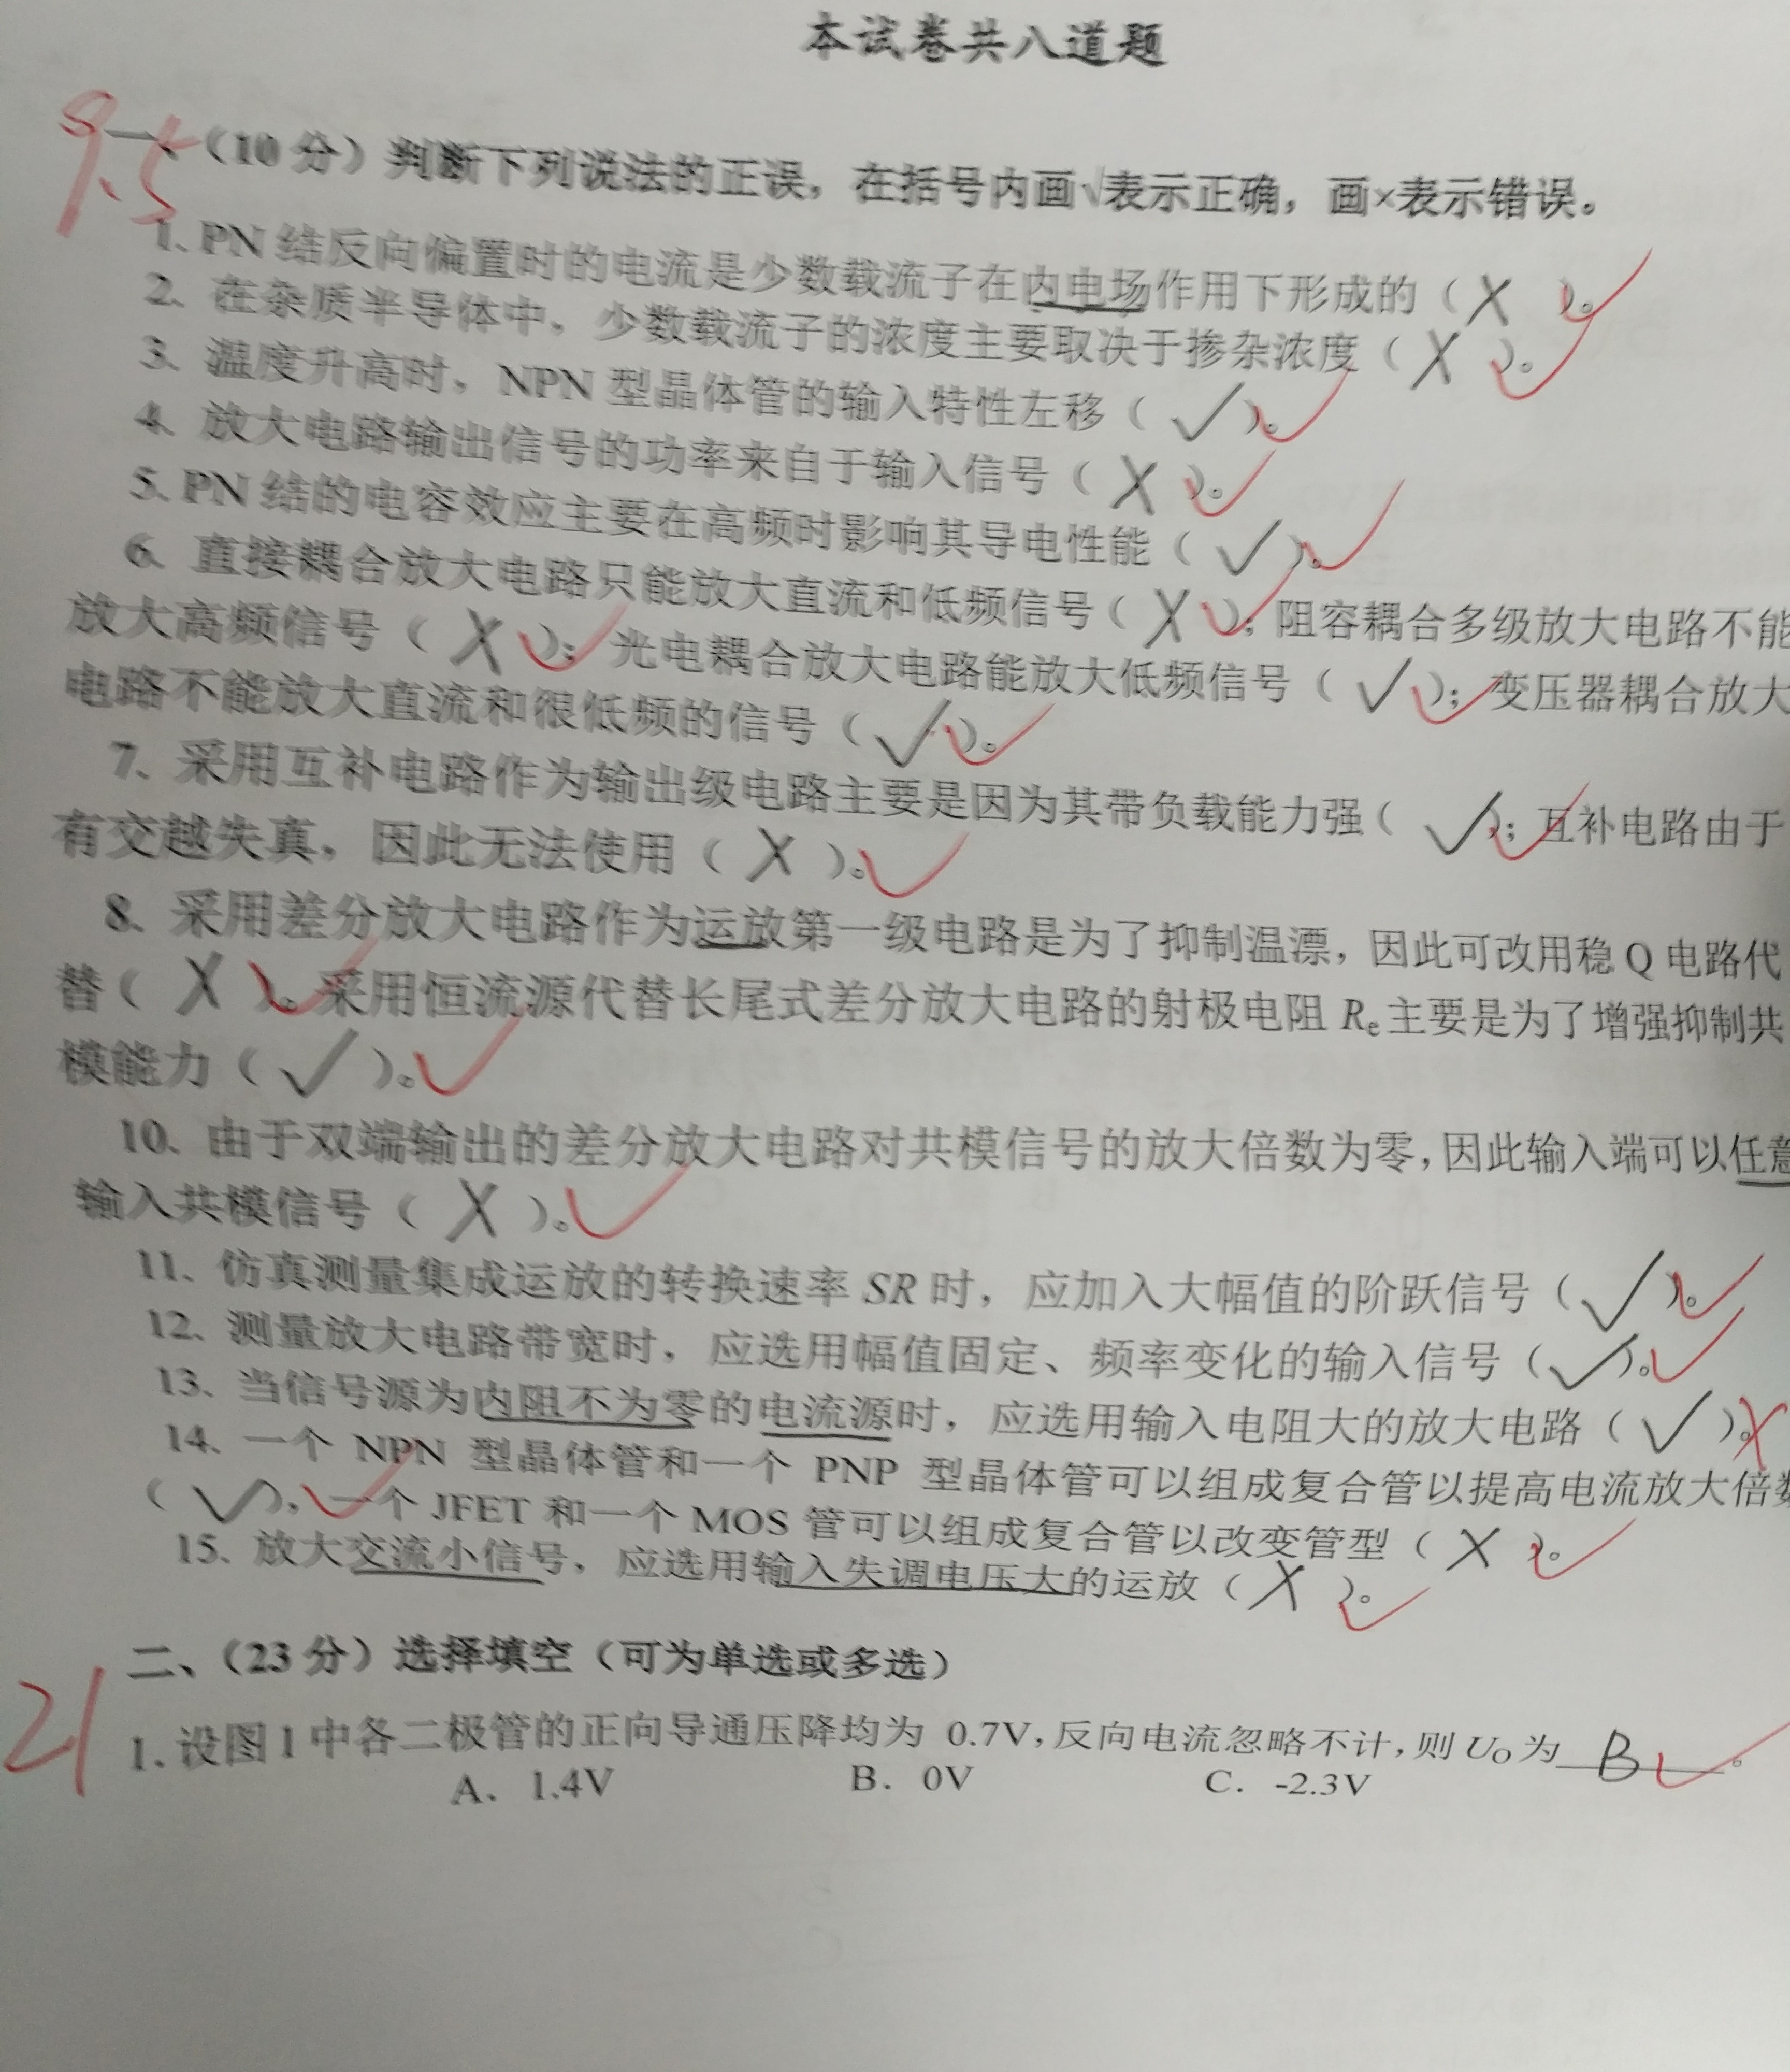 本试卷共八道题
9.5
一、（10 分）判断下列说法的正误，在括号内画√表示正确，画×表示错误。
1. PN 结反向偏置时的电流是少数载流子在内电场作用下形成的（ X ）。
2. 在杂质半导体中，少数载流子的浓度主要取决于掺杂浓度（ X ）。
3. 温度升高时，NPN 型晶体管的输入特性左移（ ✓ ）。
4. 放大电路输出信号的功率来自于输入信号（ X ）。
5. PN 结的电容效应主要在高频时影响其导电性能（ ✓ ）。
6. 直接耦合放大电路只能放大直流和低频信号（ X ）；阻容耦合多级放大电路不能
放大高频信号（ X ）；光电耦合放大电路能放大低频信号（ ✓ ）；变压器耦合放大
电路不能放大直流和很低频的信号（ ✓ ）。
7. 采用互补电路作为输出级电路主要是因为其带负载能力强（ ✓ ）；互补电路由于
有交越失真，因此无法使用（ X ）。
8. 采用差分放大电路作为运放第一级电路是为了抑制温漂，因此可改用稳 Q 电路代
替（ X ）。采用恒流源代替长尾式差分放大电路的射极电阻 Re 主要是为了增强抑制共
模能力（ ✓ ）。
10. 由于双端输出的差分放大电路对共模信号的放大倍数为零，因此输入端可以任意
输入共模信号（ X ）。
11. 仿真测量集成运放的转换速率 SR 时，应加入大幅值的阶跃信号（ ✓ ）。
12. 测量放大电路带宽时，应选用幅值固定、频率变化的输入信号（ ✓ ）。
13. 当信号源为内阻不为零的电流源时，应选用输入电阻大的放大电路（ ✓ ）。
14. 一个 NPN 型晶体管和一个 PNP 型晶体管可以组成复合管以提高电流放大倍数
（ ✓ ），一个 JFET 和一个 MOS 管可以组成复合管以改变管型（ X ）。
15. 放大交流小信号，应选用输入失调电压大的运放（ X ）。
21
二、（23 分）选择填空（可为单选或多选）
1. 设图 1 中各二极管的正向导通压降均为 0.7V，反向电流忽略不计，则 UO 为 B 。
A. 1.4V B. 0V C. -2.3V